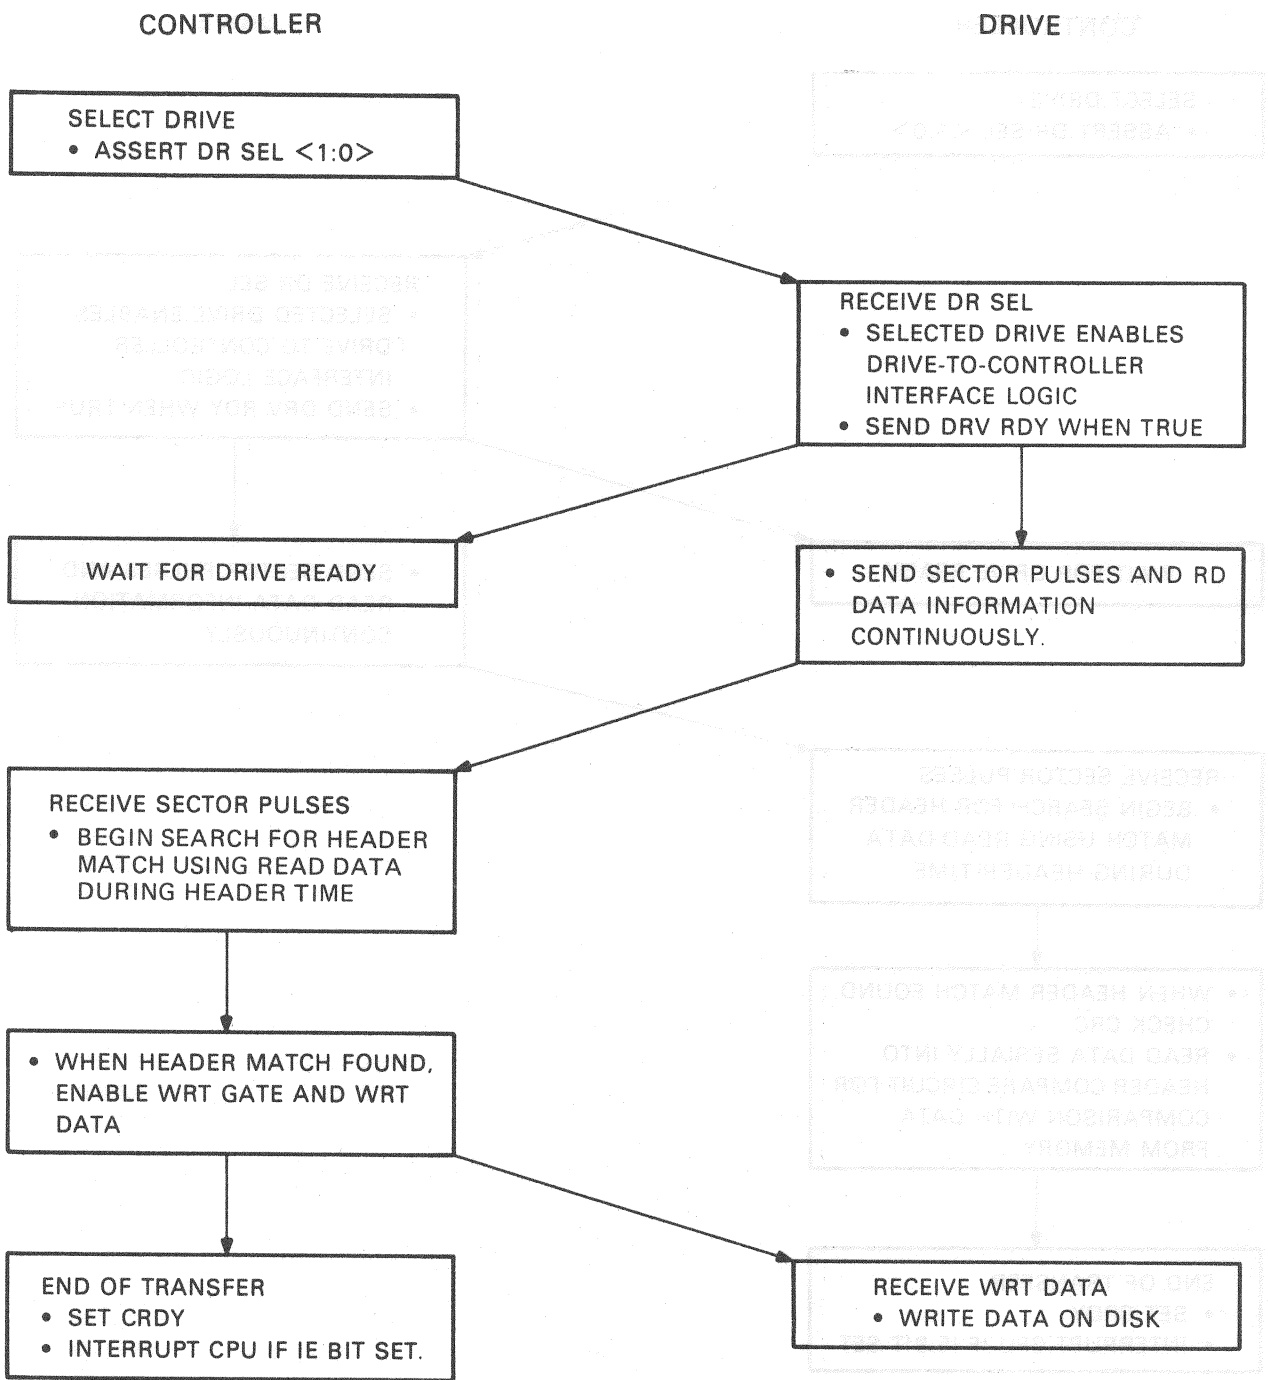 CONTROLLER
DRIVE
SELECT DRIVE
• ASSERT DR SEL <1:0>
RECEIVE DR SEL
• SELECTED DRIVE ENABLES
DRIVE-TO-CONTROLLER
INTERFACE LOGIC
• SEND DRV RDY WHEN TRUE
WAIT FOR DRIVE READY
• SEND SECTOR PULSES AND RD
DATA INFORMATION
CONTINUOUSLY.
RECEIVE SECTOR PULSES
• BEGIN SEARCH FOR HEADER
MATCH USING READ DATA
DURING HEADER TIME
• WHEN HEADER MATCH FOUND,
ENABLE WRT GATE AND WRT
DATA
END OF TRANSFER
• SET CRDY
• INTERRUPT CPU IF IE BIT SET.
RECEIVE WRT DATA
• WRITE DATA ON DISK